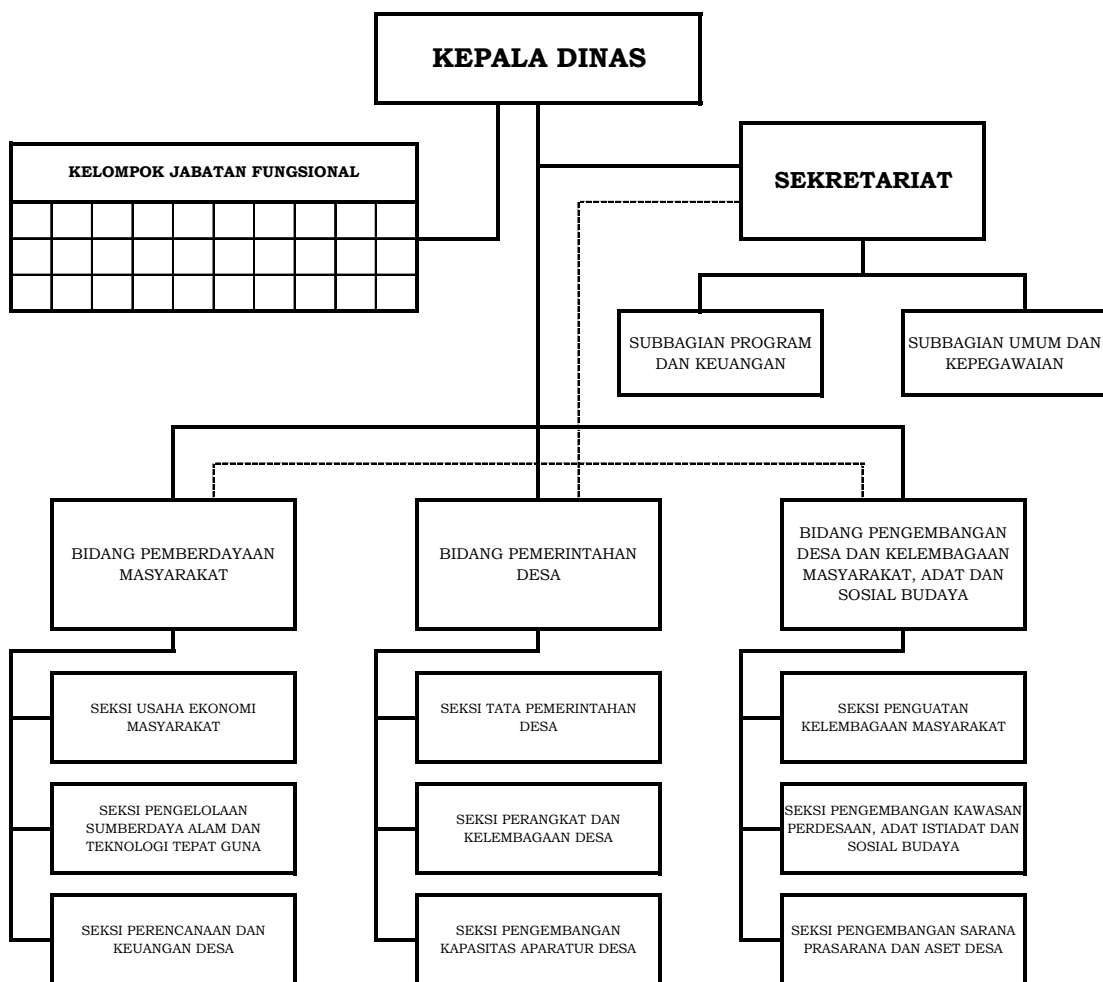 KEPALA DINAS
KELOMPOK JABATAN FUNGSIONAL
SEKRETARIAT
SUBBAGIAN PROGRAM
DAN KEUANGAN
SUBBAGIAN UMUM DAN
KEPEGAWAIAN
BIDANG PEMBERDAYAAN
MASYARAKAT
BIDANG PEMERINTAHAN
DESA
BIDANG PENGEMBANGAN
DESA DAN KELEMBAGAAN
MASYARAKAT, ADAT DAN
SOSIAL BUDAYA
SEKSI USAHA EKONOMI
MASYARAKAT
SEKSI TATA PEMERINTAHAN
DESA
SEKSI PENGUATAN
KELEMBAGAAN MASYARAKAT
SEKSI PENGELOLAAN
SUMBERDAYA ALAM DAN
TEKNOLOGI TEPAT GUNA
SEKSI PERANGKAT DAN
KELEMBAGAAN DESA
SEKSI PENGEMBANGAN KAWASAN
PERDESAAN, ADAT ISTIADAT DAN
SOSIAL BUDAYA
SEKSI PERENCANAAN DAN
KEUANGAN DESA
SEKSI PENGEMBANGAN
KAPASITAS APARATUR DESA
SEKSI PENGEMBANGAN SARANA
PRASARANA DAN ASET DESA